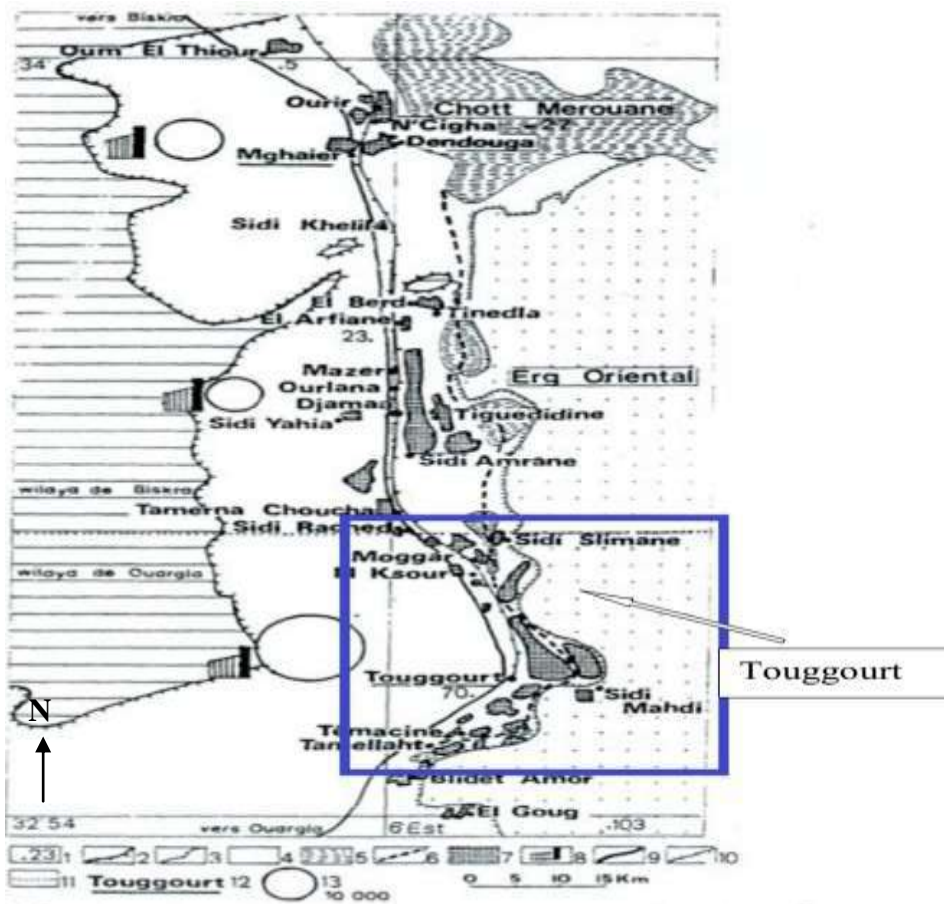 vers Biskra
Oum El Thiour
34
.5
Ourir
Chott Merouane
N'Cigha -27
Dendouga
Mghaier
Sidi Khelil
El Berd
Tinedla
El Arfiane
23.
Mazer
Erg Oriental
Ourlana
Djamaa
Tiguedidine
Sidi Yahia
Sidi Amrane
wilaya de Biskra
Tamerna Choucha
Sidi Rached
Sidi Slimane
Moggar
wilaya de Ouargla
El Ksour
Touggourt
Touggourt
70.
Sidi
Mahdi
N
Témacine
Tamellaht
Blidet Amor
El Goug
32 54
vers Ouargla
6 Est
.103
.23 1 2 3 4 5 6 7 8 9 10
11 Touggourt 12 13
10 000
0 5 10 15 Km